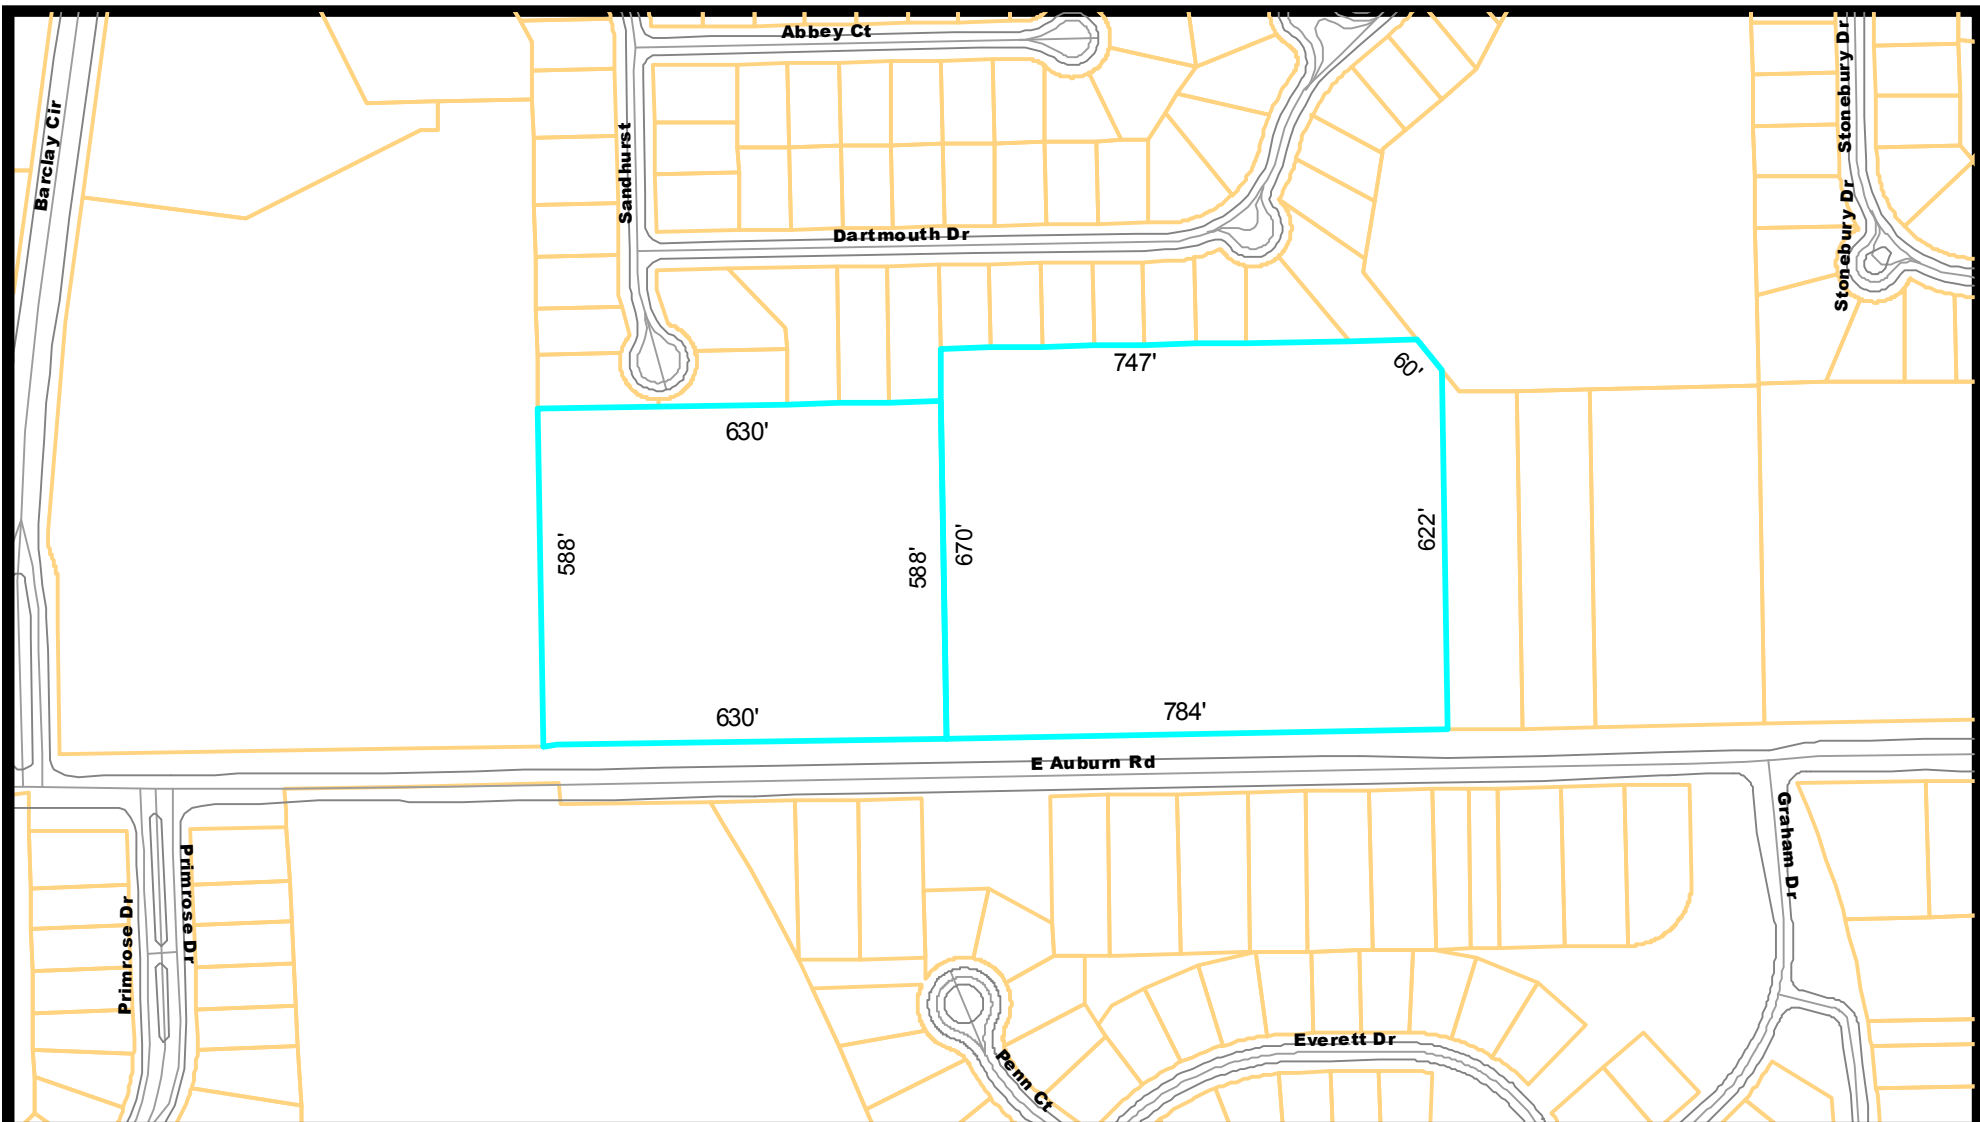 Abbey Ct
Stonebury Dr
Barclay Cir
Sandhurst
Stonebury Dr
Dartmouth Dr
747'
60'
630'
588'
588'
670'
622'
630'
784'
E Auburn Rd
Graham Dr
Primrose Dr
Primrose Dr
Everett Dr
Penn Ct